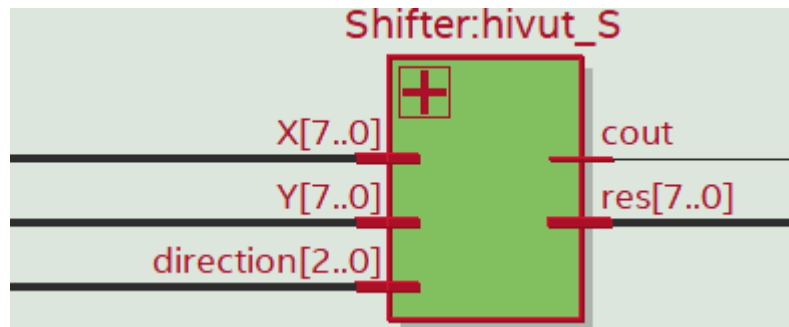 Shifter:hivut_S
X[7..0]
cout
Y[7..0]
res[7..0]
direction[2..0]